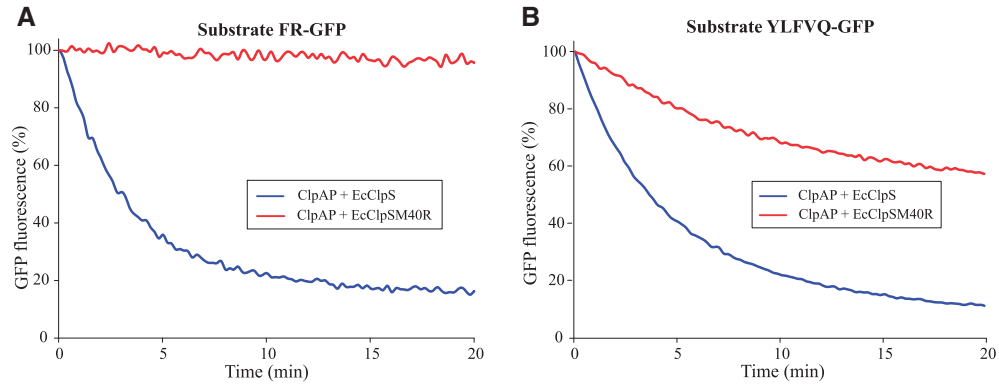 A
Substrate FR-GFP
100
80
60
40
20
0
GFP fluorescence (%)
ClpAP + EcClpS
ClpAP + EcClpSM40R
0 5 10 15 20
Time (min)
B
Substrate YLFVQ-GFP
100
80
60
40
20
0
GFP fluorescence (%)
ClpAP + EcClpS
ClpAP + EcClpSM40R
0 5 10 15 20
Time (min)